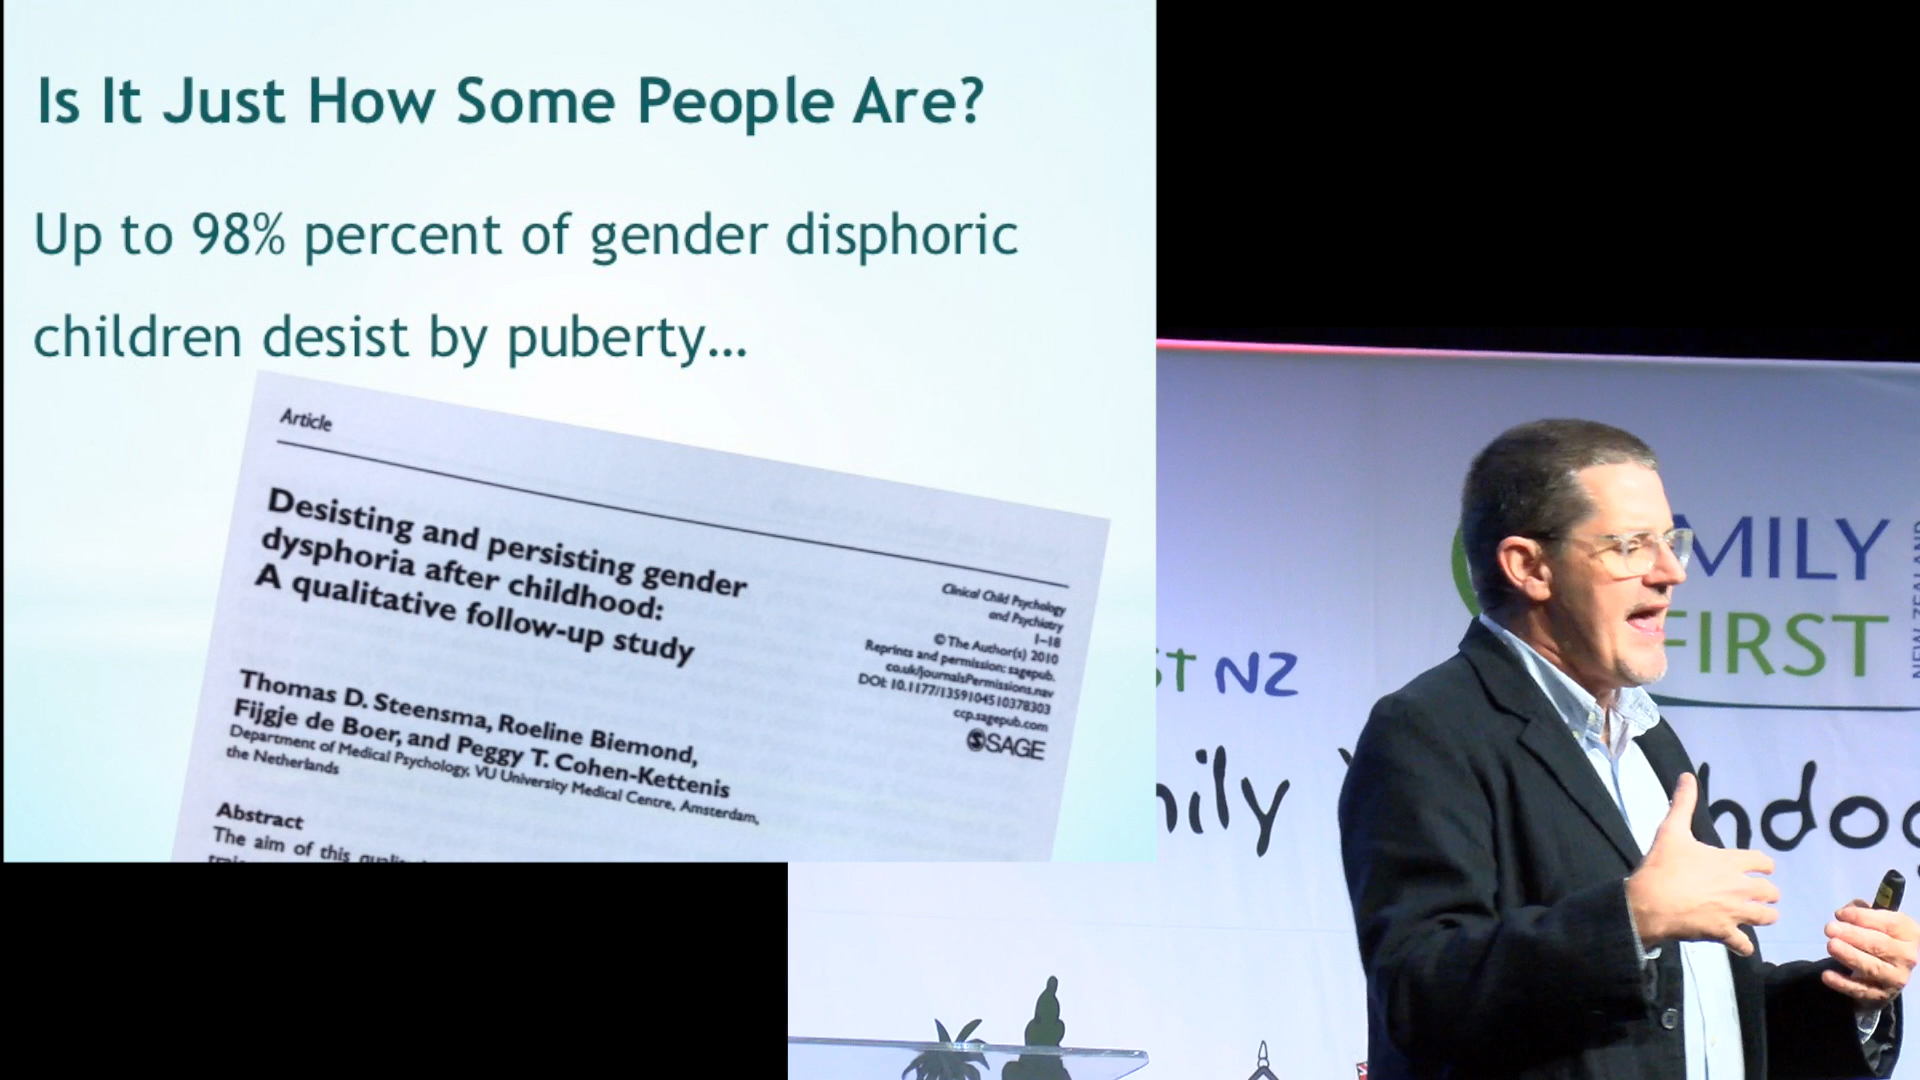 Is It Just How Some People Are?
Up to 98% percent of gender disphoric
children desist by puberty...
Article
Desisting and persisting gender
dysphoria after childhood:
A qualitative follow-up study
Clinical Child Psychology
and Psychiatry
1–18
© The Author(s) 2010
Reprints and permission: sagepub.
co.uk/journalsPermissions.nav
DOI: 10.1177/1359104510378303
ccp.sagepub.com
SAGE
Thomas D. Steensma, Roeline Biemond,
Fijgje de Boer, and Peggy T. Cohen-Kettenis
Department of Medical Psychology, VU University Medical Centre, Amsterdam,
the Netherlands
Abstract
The aim of this
MILY
FIRST
NEW ZEALAND
ST NZ